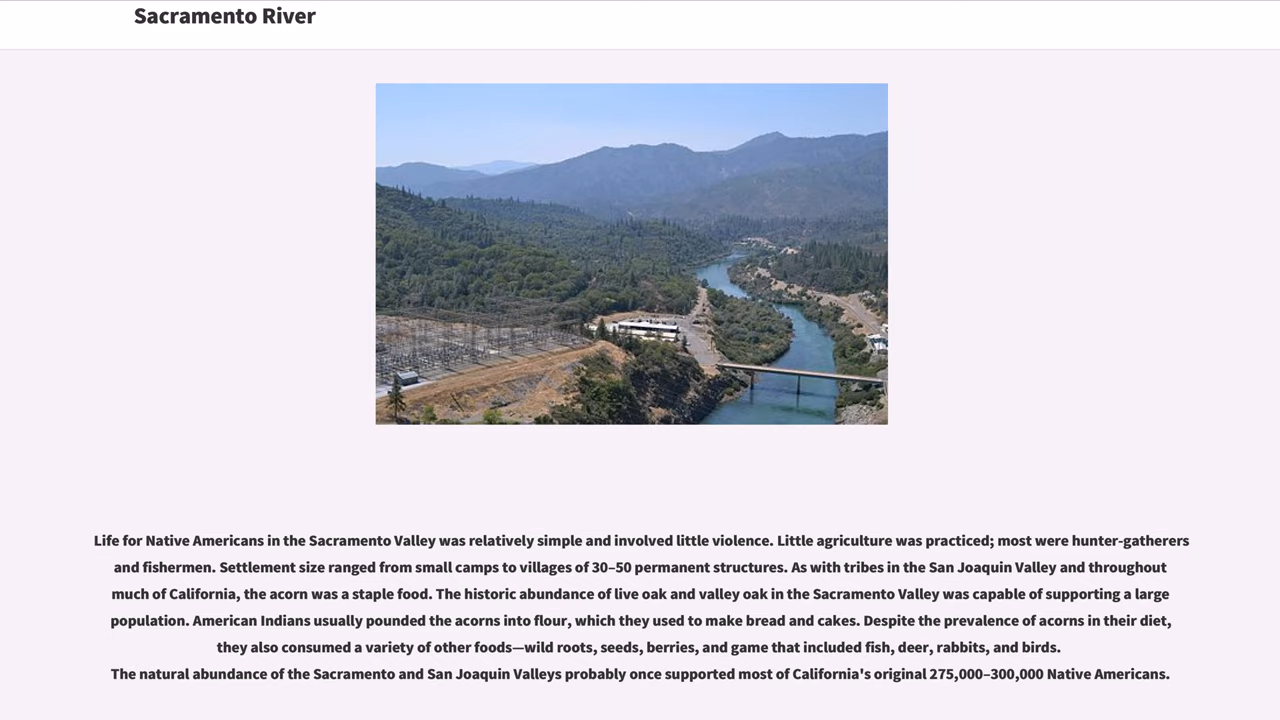 Sacramento River
Life for Native Americans in the Sacramento Valley was relatively simple and involved little violence. Little agriculture was practiced; most were hunter-gatherers
and fishermen. Settlement size ranged from small camps to villages of 30–50 permanent structures. As with tribes in the San Joaquin Valley and throughout
much of California, the acorn was a staple food. The historic abundance of live oak and valley oak in the Sacramento Valley was capable of supporting a large
population. American Indians usually pounded the acorns into flour, which they used to make bread and cakes. Despite the prevalence of acorns in their diet,
they also consumed a variety of other foods—wild roots, seeds, berries, and game that included fish, deer, rabbits, and birds.
The natural abundance of the Sacramento and San Joaquin Valleys probably once supported most of California's original 275,000–300,000 Native Americans.